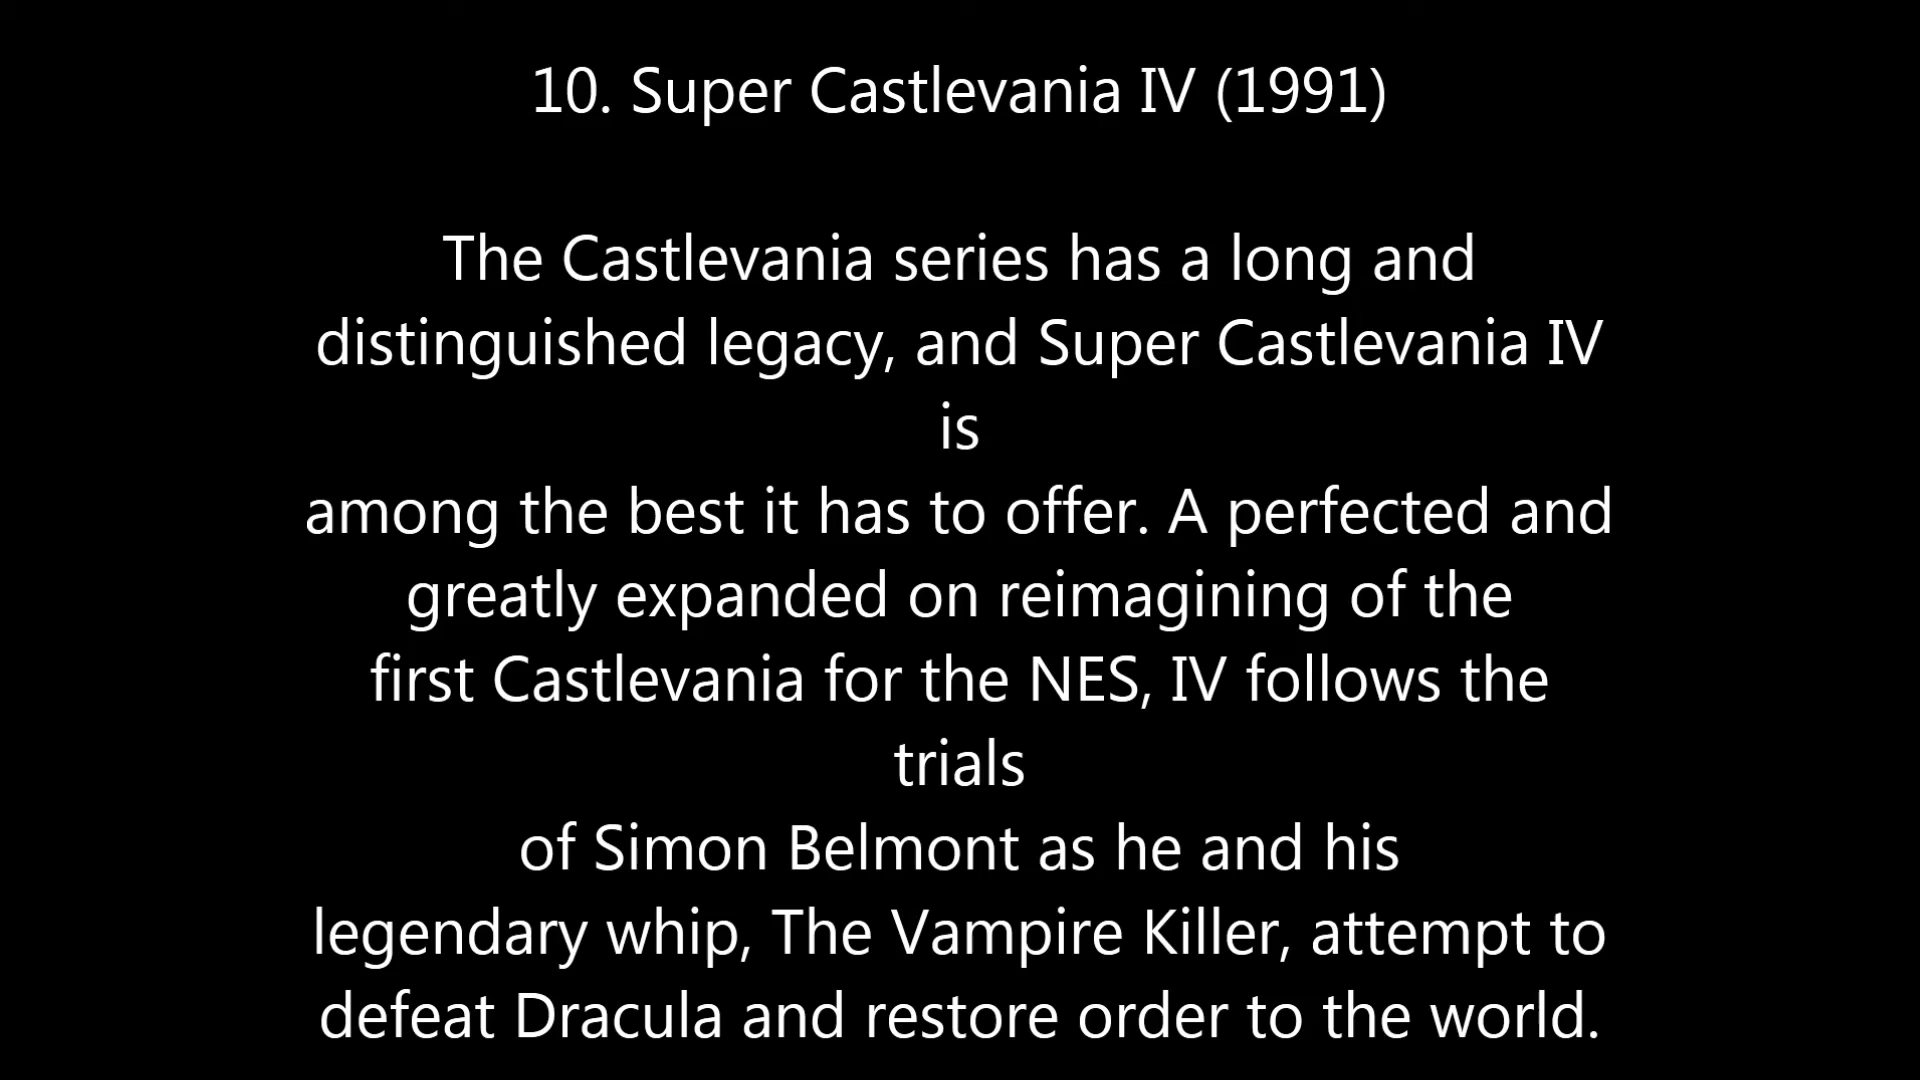 10. Super Castlevania IV (1991)
The Castlevania series has a long and
distinguished legacy, and Super Castlevania IV
is
among the best it has to offer. A perfected and
greatly expanded on reimagining of the
first Castlevania for the NES, IV follows the
trials
of Simon Belmont as he and his
legendary whip, The Vampire Killer, attempt to
defeat Dracula and restore order to the world.